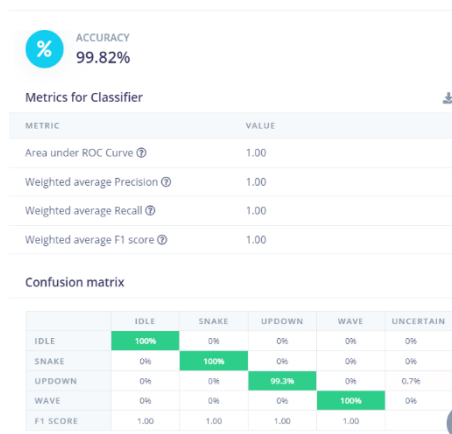 %
ACCURACY
99.82%
Metrics for Classifier
METRIC VALUE
Area under ROC Curve ? 1.00
Weighted average Precision ? 1.00
Weighted average Recall ? 1.00
Weighted average F1 score ? 1.00
Confusion matrix
IDLE SNAKE UPDOWN WAVE UNCERTAIN
IDLE 100% 0% 0% 0% 0%
SNAKE 0% 100% 0% 0% 0%
UPDOWN 0% 0% 99.3% 0% 0.7%
WAVE 0% 0% 0% 100% 0%
F1 SCORE 1.00 1.00 1.00 1.00